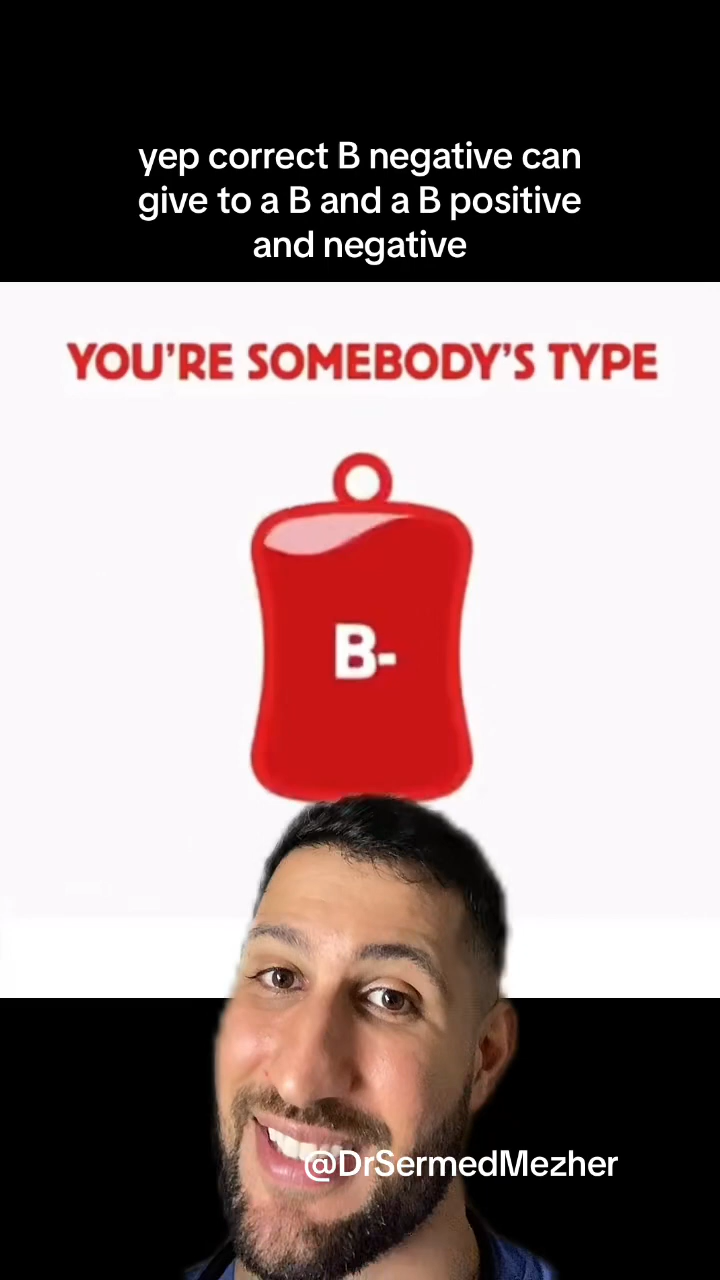 yep correct B negative can
give to a B and a B positive
and negative
YOU'RE SOMEBODY'S TYPE
B-
@DrSermedMezher